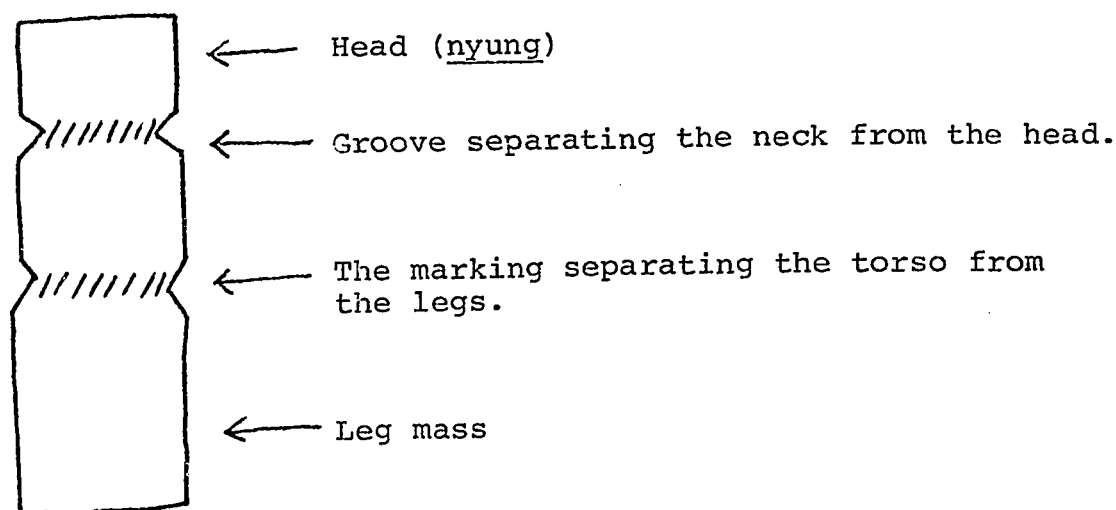 Head (nyung)
Groove separating the neck from the head.
The marking separating the torso from
the legs.
Leg mass